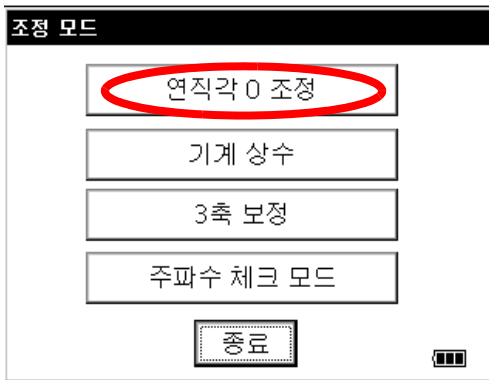 조정 모드
연직각 0 조정
기계 상수
3축 보정
주파수 체크 모드
종료